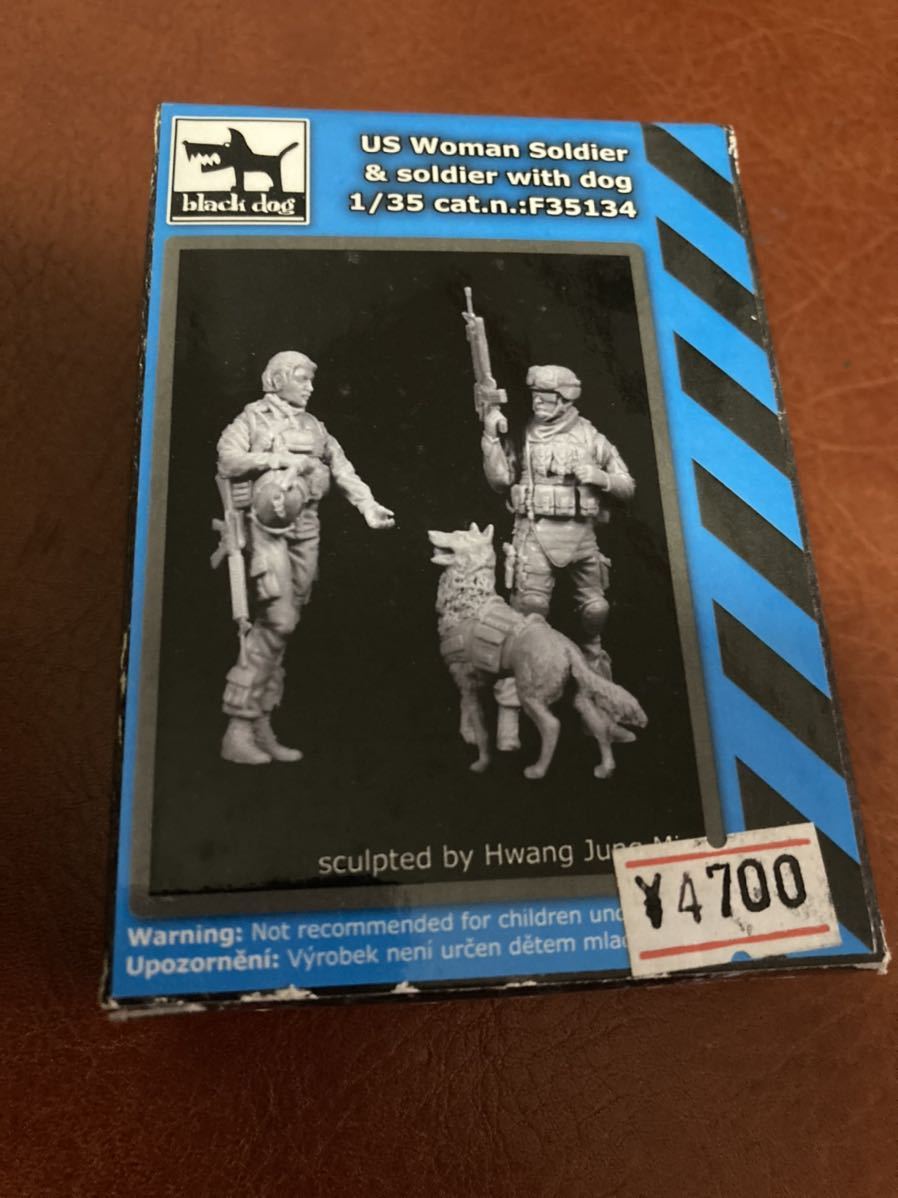 black dog
US Woman Soldier
& soldier with dog
1/35 cat.n.:F35134
sculpted by Hwang Jung
¥4700
Warning: Not recommended for children
Upozornění: Výrobek není určen dětem